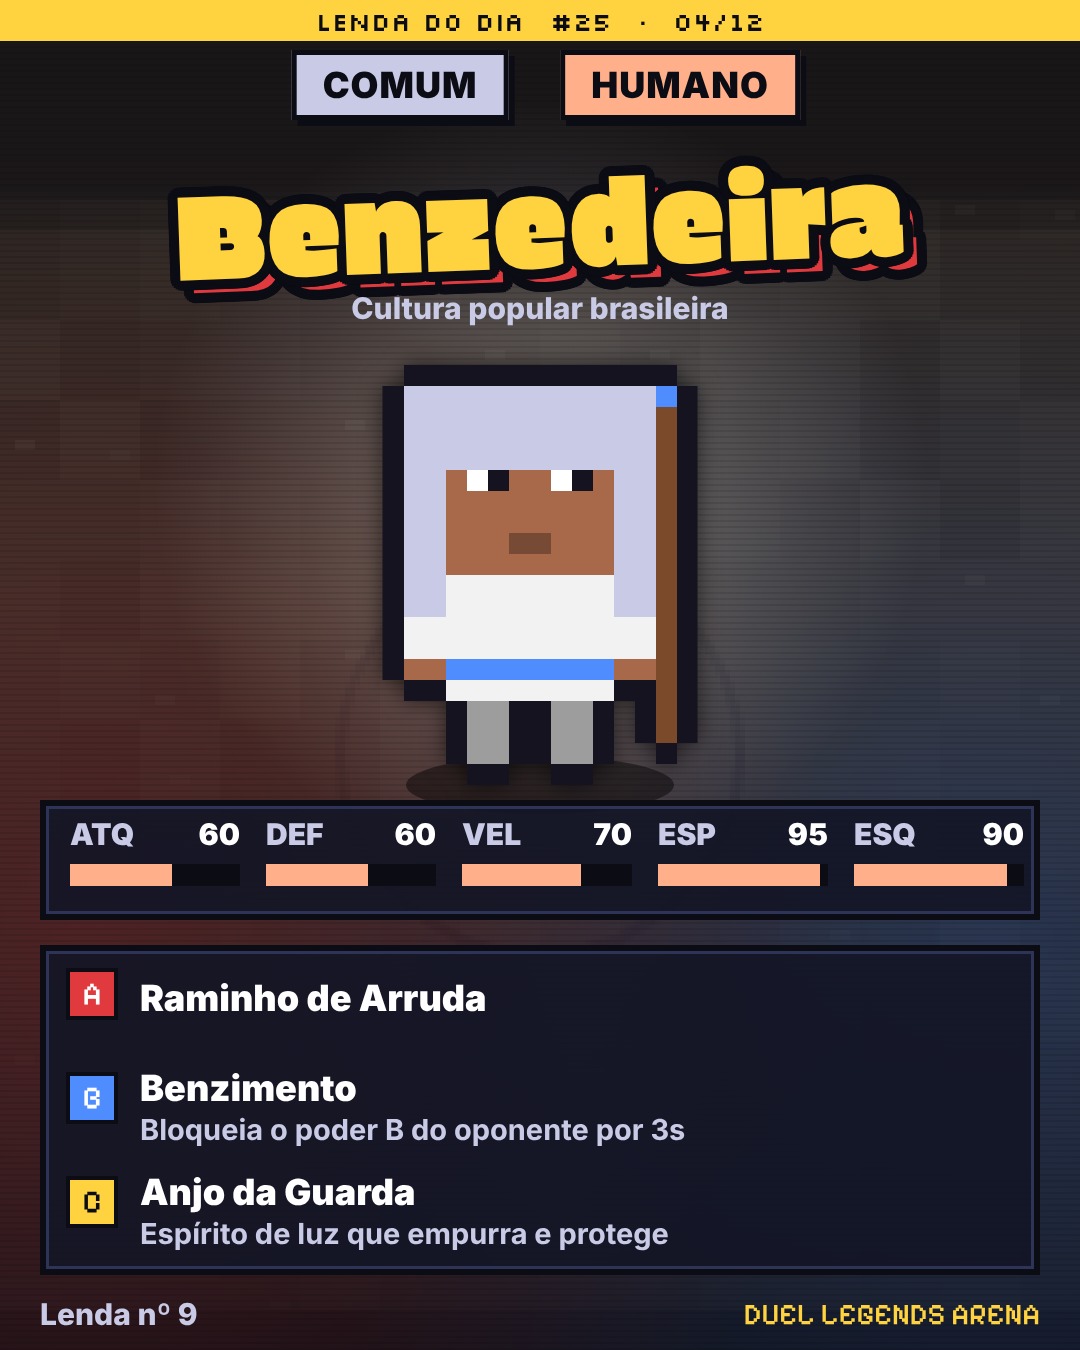 LENDA DO DIA #25 · 04/12
COMUM HUMANO
Benzedeira
Cultura popular brasileira
ATQ 60 DEF 60 VEL 70 ESP 95 ESQ 90
A Raminho de Arruda
B Benzimento
Bloqueia o poder B do oponente por 3s
C Anjo da Guarda
Espírito de luz que empurra e protege
Lenda nº 9 DUEL LEGENDS ARENA